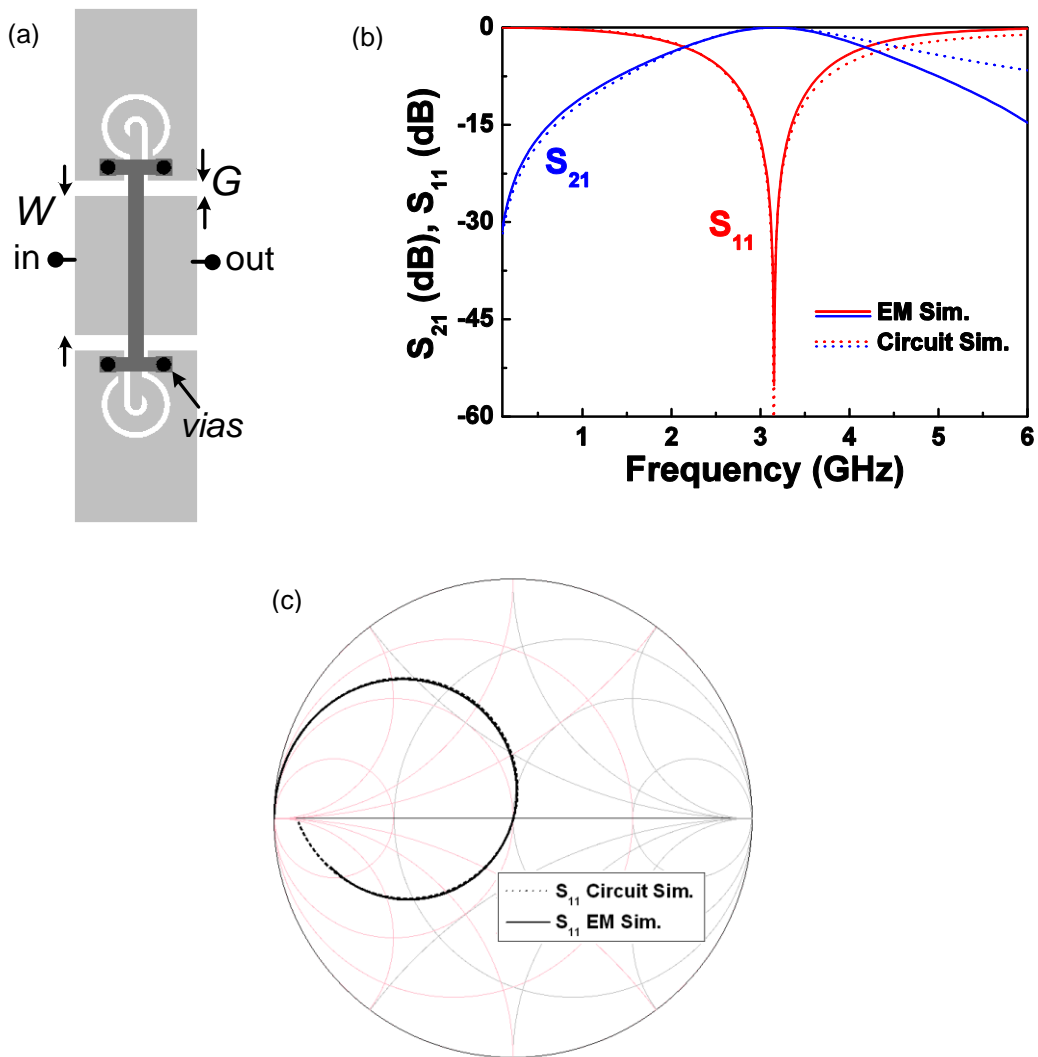 (a)
W
G
in
out
vias
(b)
S21 (dB), S11 (dB)
0
-15
-30
-45
-60
S21
S11
EM Sim.
Circuit Sim.
1 2 3 4 5 6
Frequency (GHz)
(c)
S11 Circuit Sim.
S11 EM Sim.